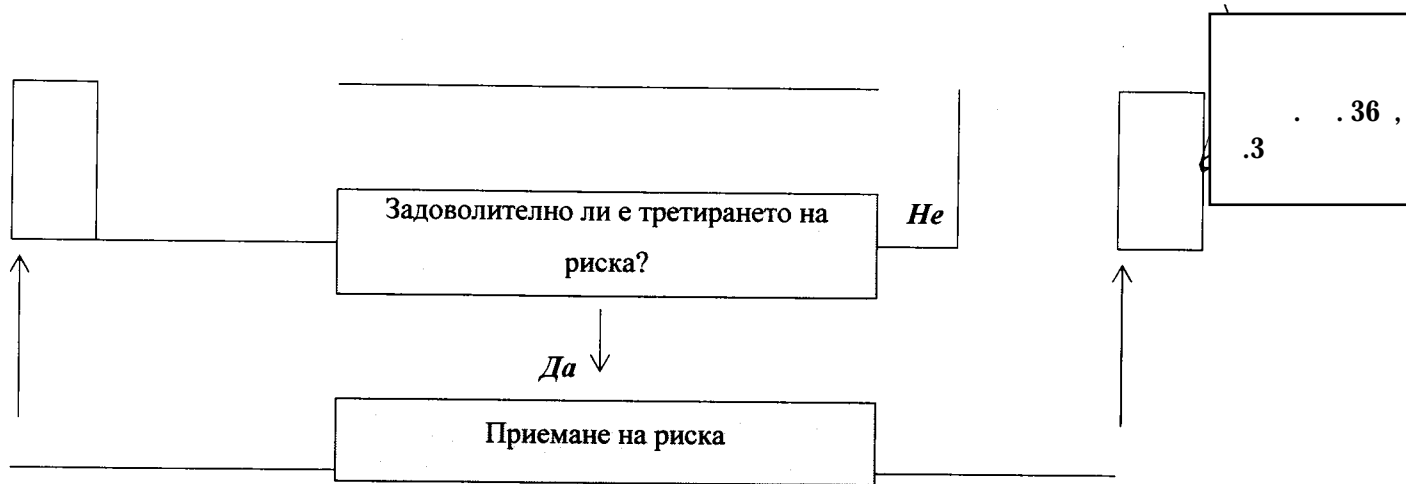 . . 36 ,
.3
Задоволително ли е третирането на
риска?
Не
Да
Приемане на риска